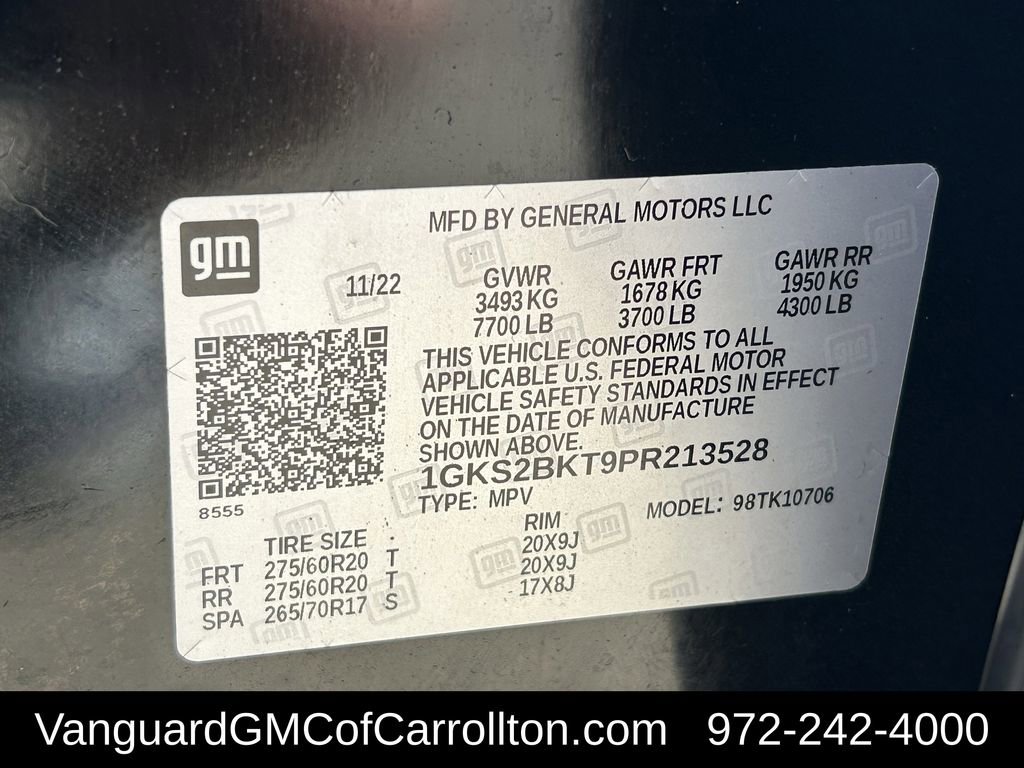 gm
MFD BY GENERAL MOTORS LLC
11/22
GVWR
3493 KG
7700 LB
GAWR FRT
1678 KG
3700 LB
GAWR RR
1950 KG
4300 LB
THIS VEHICLE CONFORMS TO ALL
APPLICABLE U.S. FEDERAL MOTOR
VEHICLE SAFETY STANDARDS IN EFFECT
ON THE DATE OF MANUFACTURE
SHOWN ABOVE.
1GKS2BKT9PR213528
TYPE: MPV
MODEL: 98TK10706
8555
TIRE SIZE RIM
FRT 275/60R20 T 20X9J
RR 275/60R20 T 20X9J
SPA 265/70R17 S 17X8J
VanguardGMCofCarrollton.com 972-242-4000